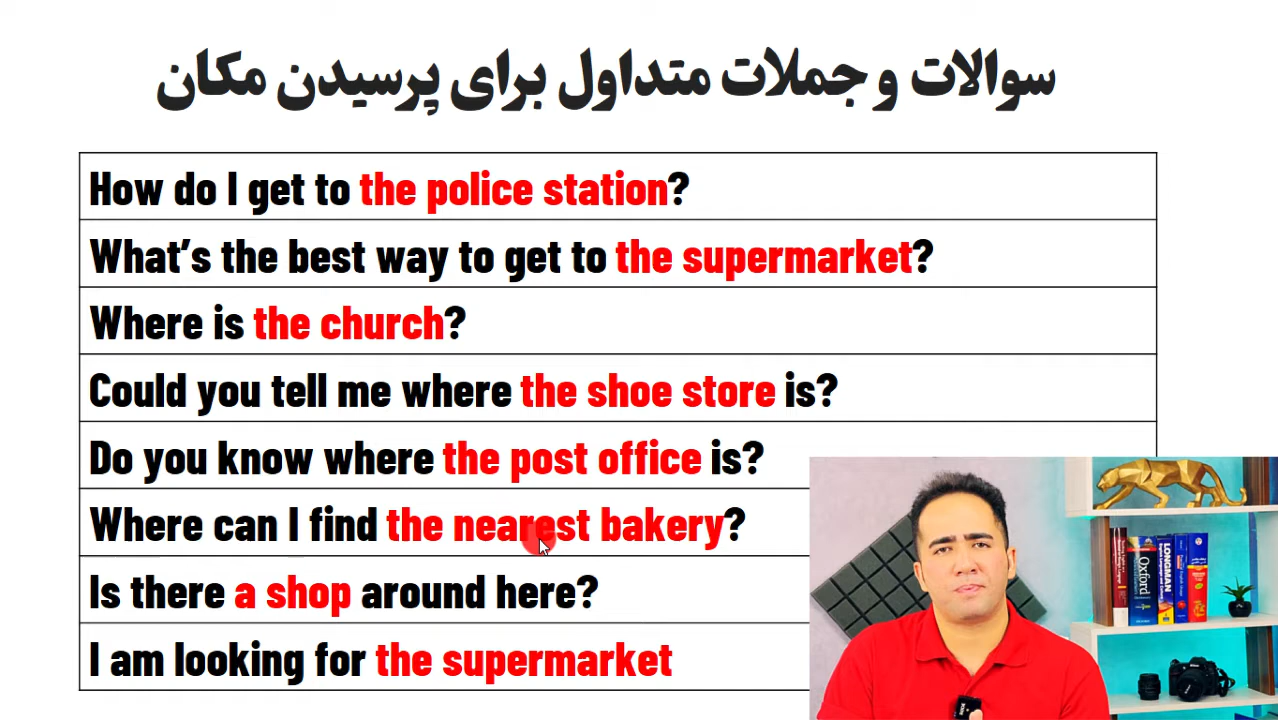 سوالات و جملات متداول برای پرسیدن مکان
How do I get to the police station?
What's the best way to get to the supermarket?
Where is the church?
Could you tell me where the shoe store is?
Do you know where the post office is?
Where can I find the nearest bakery?
Is there a shop around here?
I am looking for the supermarket
Oxford
LONGMAN